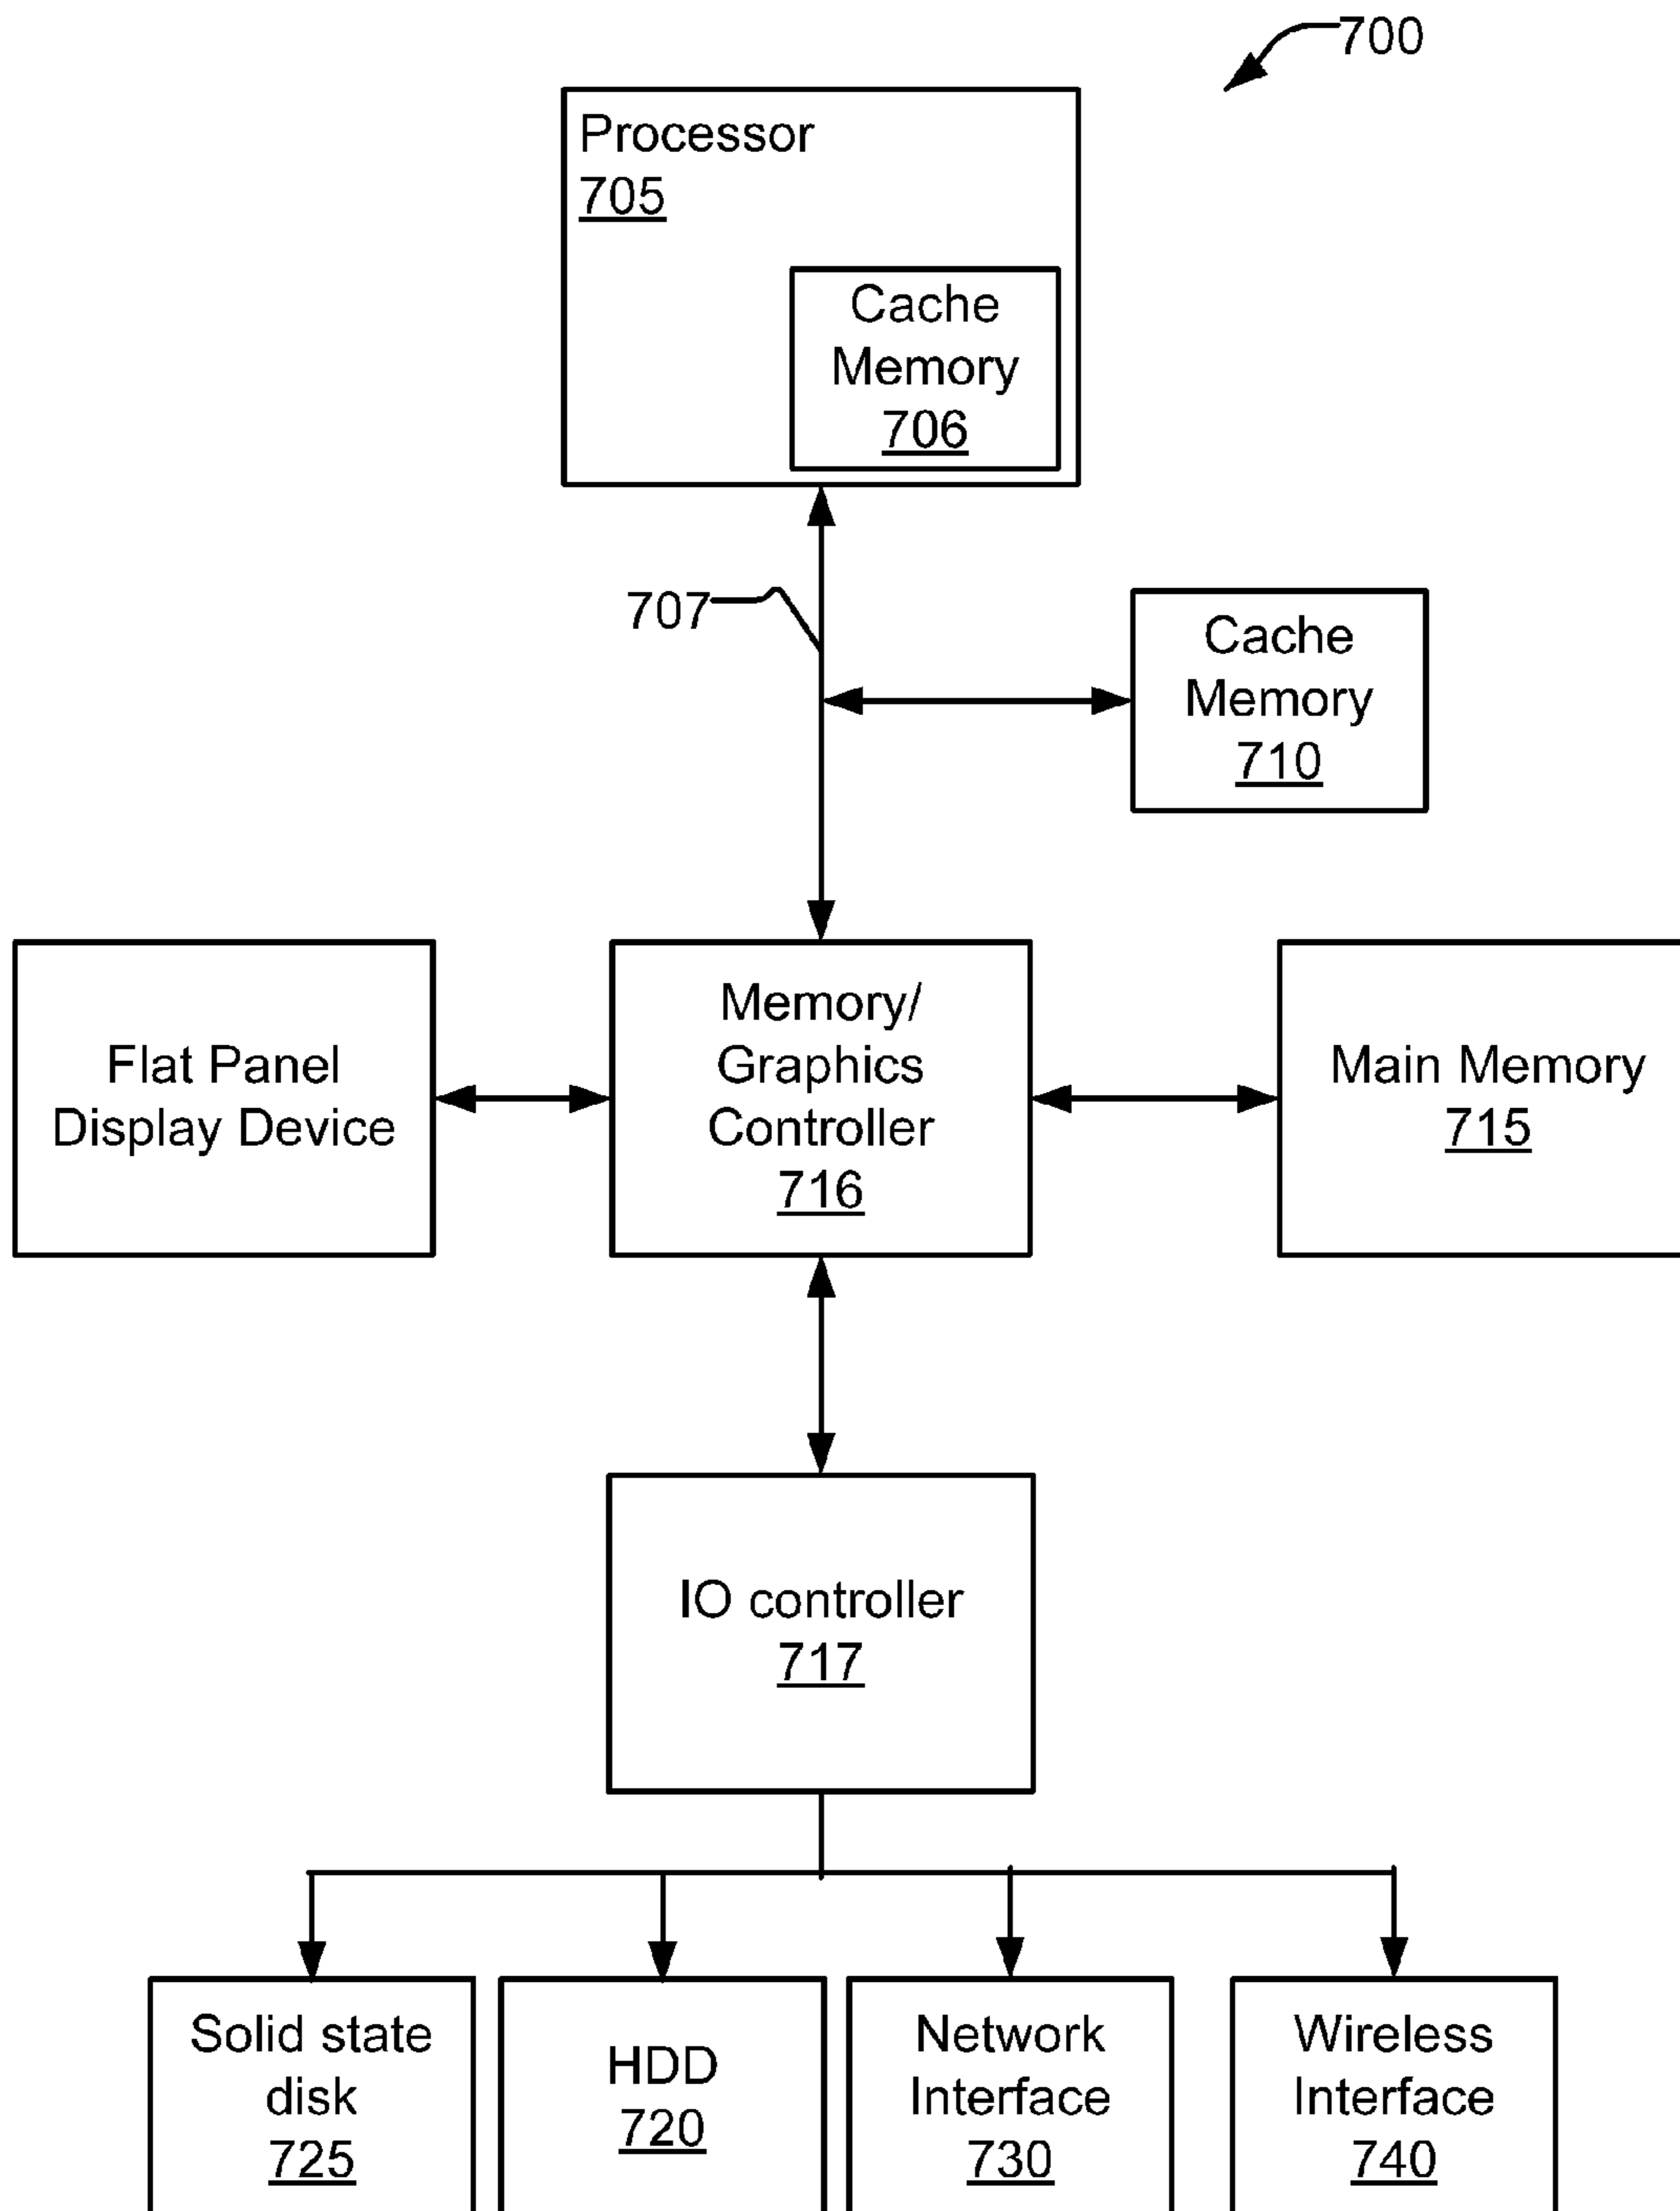 700
Processor
705
Cache
Memory
706
707
Cache
Memory
710
Flat Panel
Display Device
Memory/
Graphics
Controller
716
Main Memory
715
IO controller
717
Solid state
disk
725
HDD
720
Network
Interface
730
Wireless
Interface
740